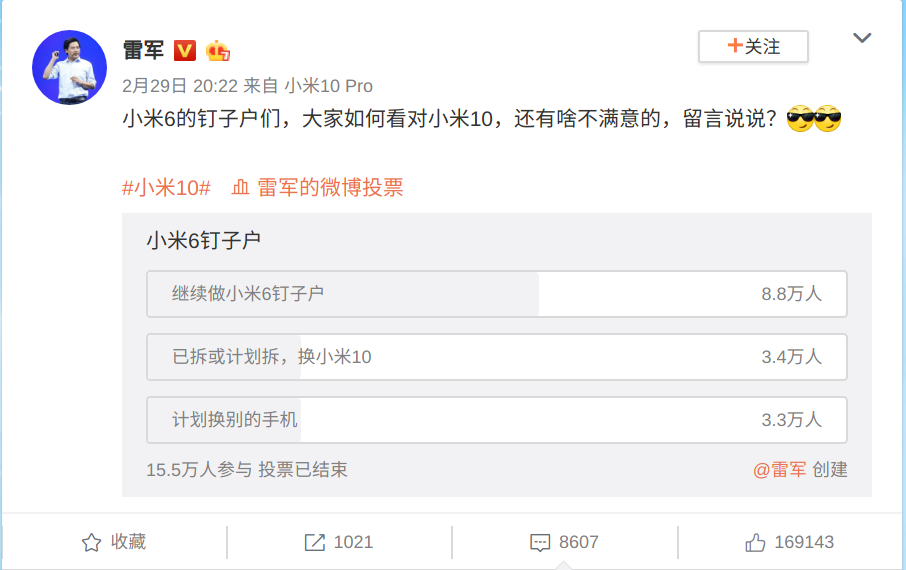 雷军
关注
2月29日 20:22 来自 小米10 Pro
小米6的钉子户们，大家如何看对小米10，还有啥不满意的，留言说说？
#小米10# 雷军的微博投票
小米6钉子户
继续做小米6钉子户 8.8万人
已拆或计划拆，换小米10 3.4万人
计划换别的手机 3.3万人
15.5万人参与 投票已结束 @雷军 创建
收藏 1021 8607 169143